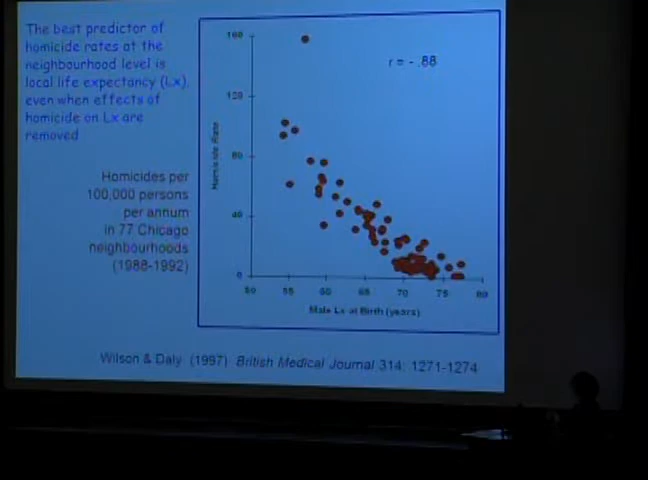 The best predictor of
homicide rates at the
neighbourhood level is
local life expectancy (Lx),
even when effects of
homicide on Lx are
removed
Homicides per
100,000 persons
per annum
in 77 Chicago
neighbourhoods
(1988-1992)
r = - .88
Homicide Rate
160
120
80
40
0
50 55 60 65 70 75 80
Male Lx at Birth (years)
Wilson & Daly (1997) British Medical Journal 314: 1271-1274